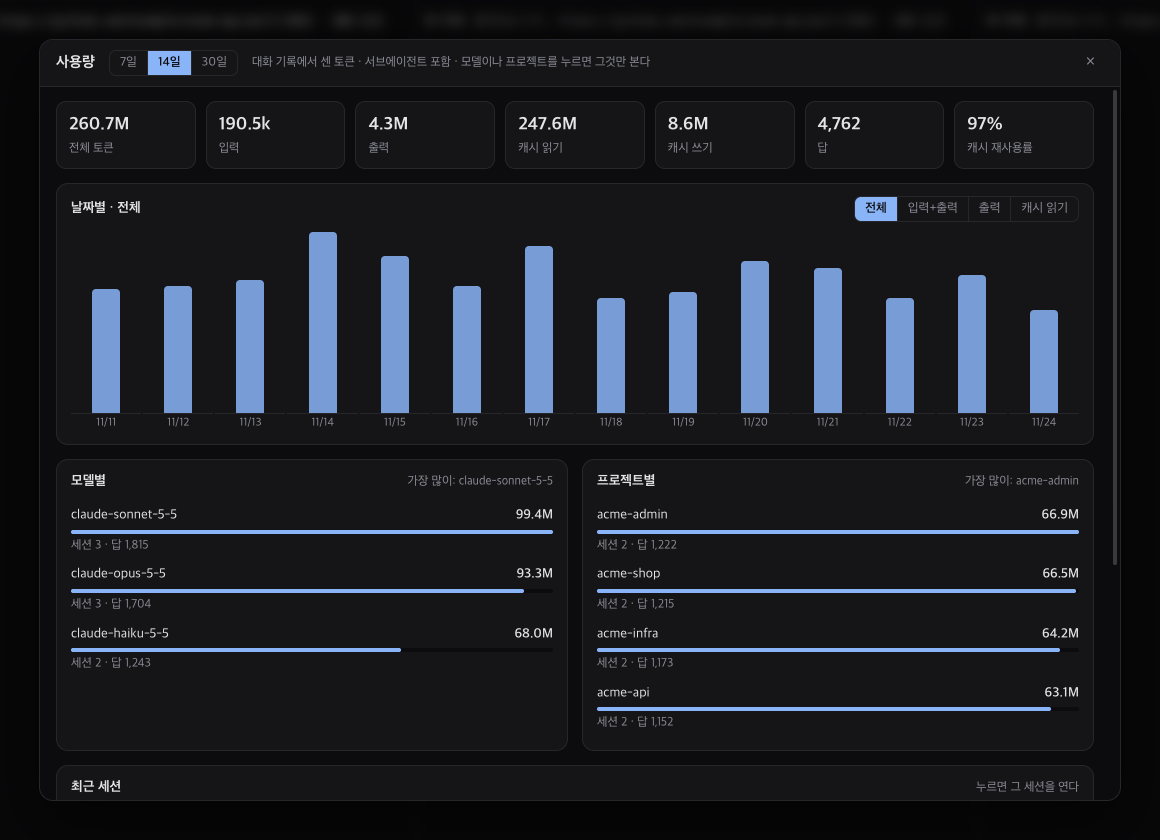 사용량
7일 14일 30일
대화 기록에서 센 토큰 · 서브에이전트 포함 · 모델이나 프로젝트를 누르면 그것만 본다
×
260.7M
전체 토큰
190.5k
입력
4.3M
출력
247.6M
캐시 읽기
8.6M
캐시 쓰기
4,762
답
97%
캐시 재사용률
날짜별 · 전체
전체 입력+출력 출력 캐시 읽기
11/11 11/12 11/13 11/14 11/15 11/16 11/17 11/18 11/19 11/20 11/21 11/22 11/23 11/24
모델별
가장 많이: claude-sonnet-5-5
claude-sonnet-5-5 99.4M
세션 3 · 답 1,815
claude-opus-5-5 93.3M
세션 3 · 답 1,704
claude-haiku-5-5 68.0M
세션 2 · 답 1,243
프로젝트별
가장 많이: acme-admin
acme-admin 66.9M
세션 2 · 답 1,222
acme-shop 66.5M
세션 2 · 답 1,215
acme-infra 64.2M
세션 2 · 답 1,173
acme-api 63.1M
세션 2 · 답 1,152
최근 세션
누르면 그 세션을 연다